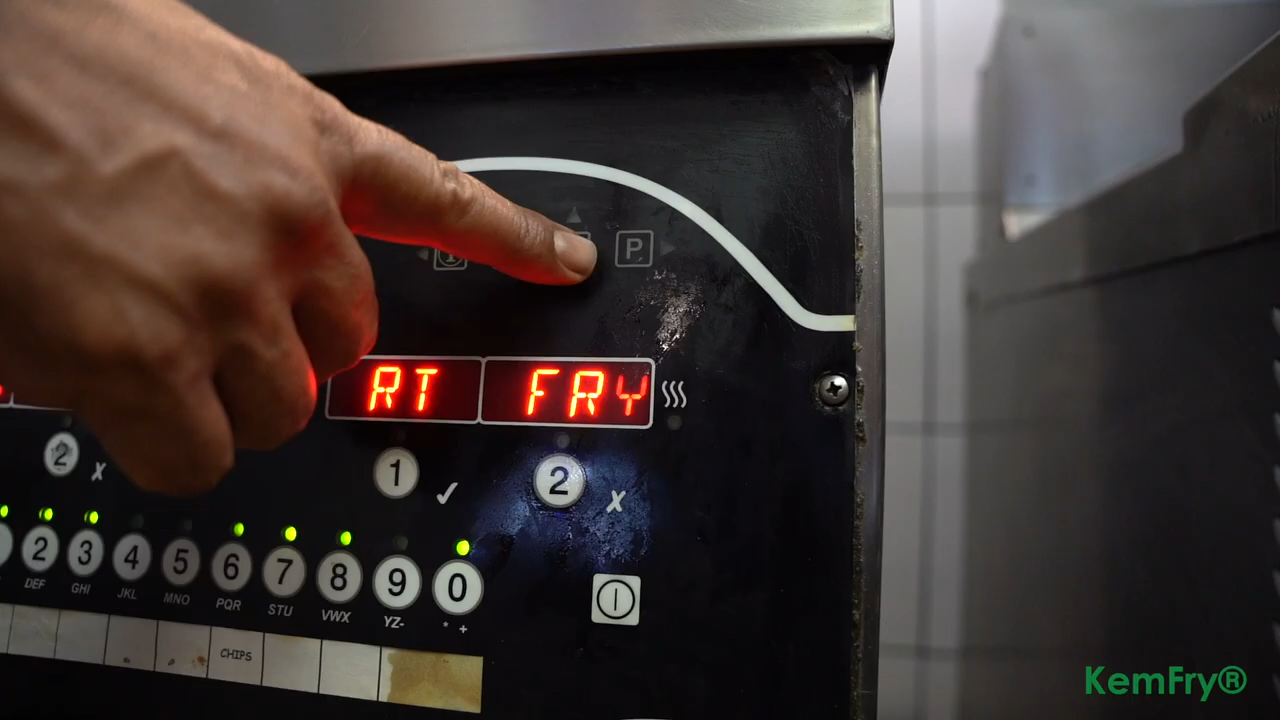 P
RT FRY
2 ✗ 1 ✓ 2 ✗
2 3 4 5 6 7 8 9 0
DEF GHI JKL MNO PQR STU VWX YZ- * +
CHIPS
KemFry®